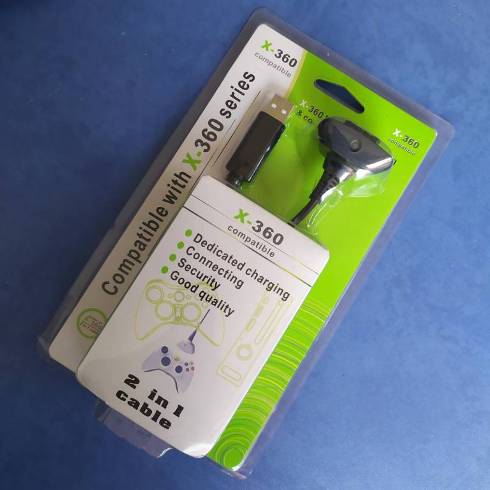 X-360
compatible
Compatible with X-360 series
X-360
X-360
compatible
X-360
compatible
Dedicated charging
Connecting
Security
Good quality
2 in 1
cable